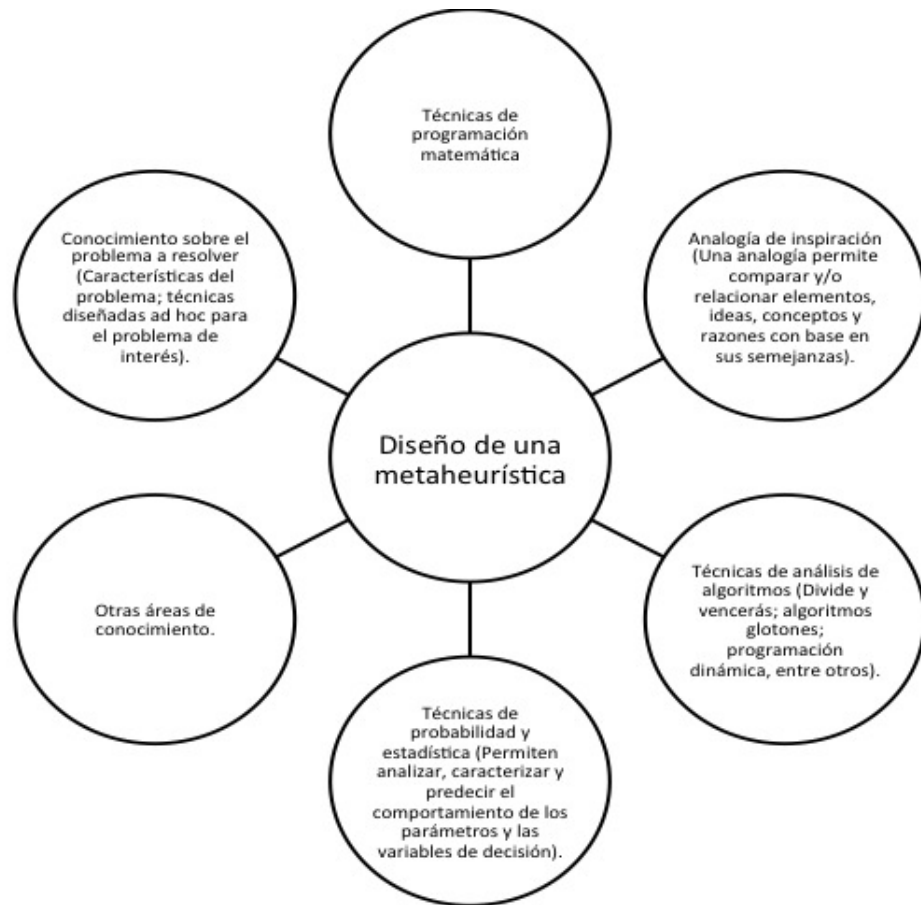 Técnicas de
programación
matemática
Analogía de inspiración
(Una analogía permite
comparar y/o
relacionar elementos,
ideas, conceptos y
razones con base en
sus semejanzas).
Técnicas de análisis de
algoritmos (Divide y
vencerás; algoritmos
glotones;
programación
dinámica, entre otros).
Técnicas de
probabilidad y
estadística (Permiten
analizar, caracterizar y
predecir el
comportamiento de los
parámetros y las
variables de decisión).
Otras áreas de
conocimiento.
Conocimiento sobre el
problema a resolver
(Características del
problema; técnicas
diseñadas ad hoc para
el problema de
interés).
Diseño de una
metaheurística